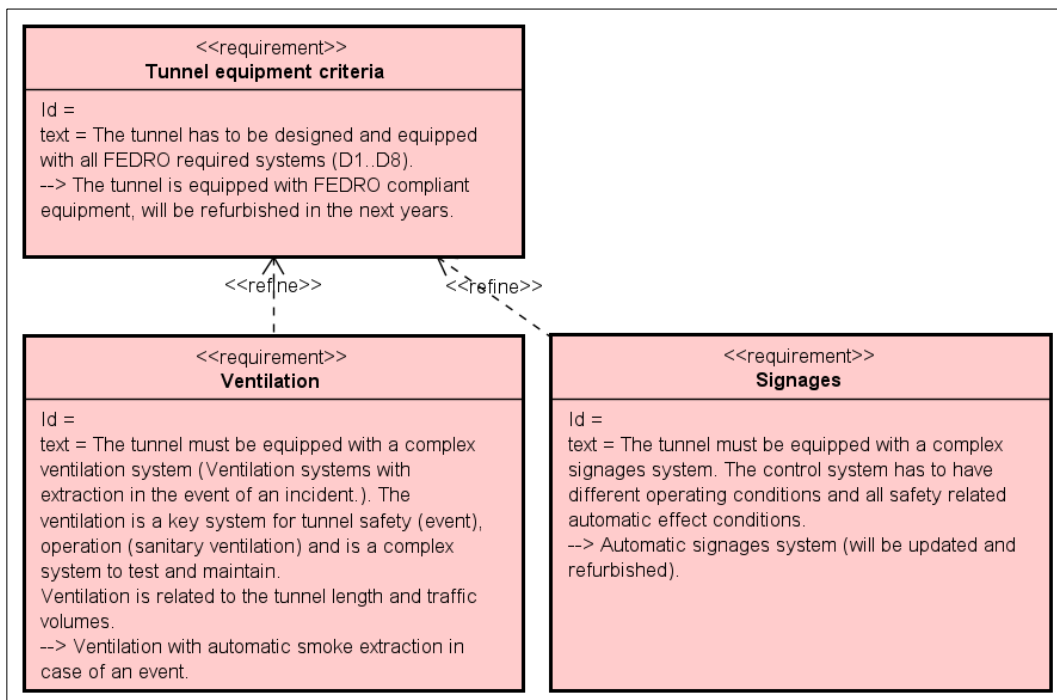 <<requirement>>
Tunnel equipment criteria
Id =
text = The tunnel has to be designed and equipped
with all FEDRO required systems (D1..D8).
--> The tunnel is equipped with FEDRO compliant
equipment, will be refurbished in the next years.
<<refine>>
<<refine>>
<<requirement>>
Ventilation
Id =
text = The tunnel must be equipped with a complex
ventilation system (Ventilation systems with
extraction in the event of an incident.). The
ventilation is a key system for tunnel safety (event),
operation (sanitary ventilation) and is a complex
system to test and maintain.
Ventilation is related to the tunnel length and traffic
volumes.
--> Ventilation with automatic smoke extraction in
case of an event.
<<requirement>>
Signages
Id =
text = The tunnel must be equipped with a complex
signages system. The control system has to have
different operating conditions and all safety related
automatic effect conditions.
--> Automatic signages system (will be updated and
refurbished).